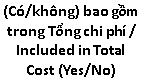 (Có/không) bao gồm
trong Tổng chi phí /
Included in Total
Cost (Yes/No)